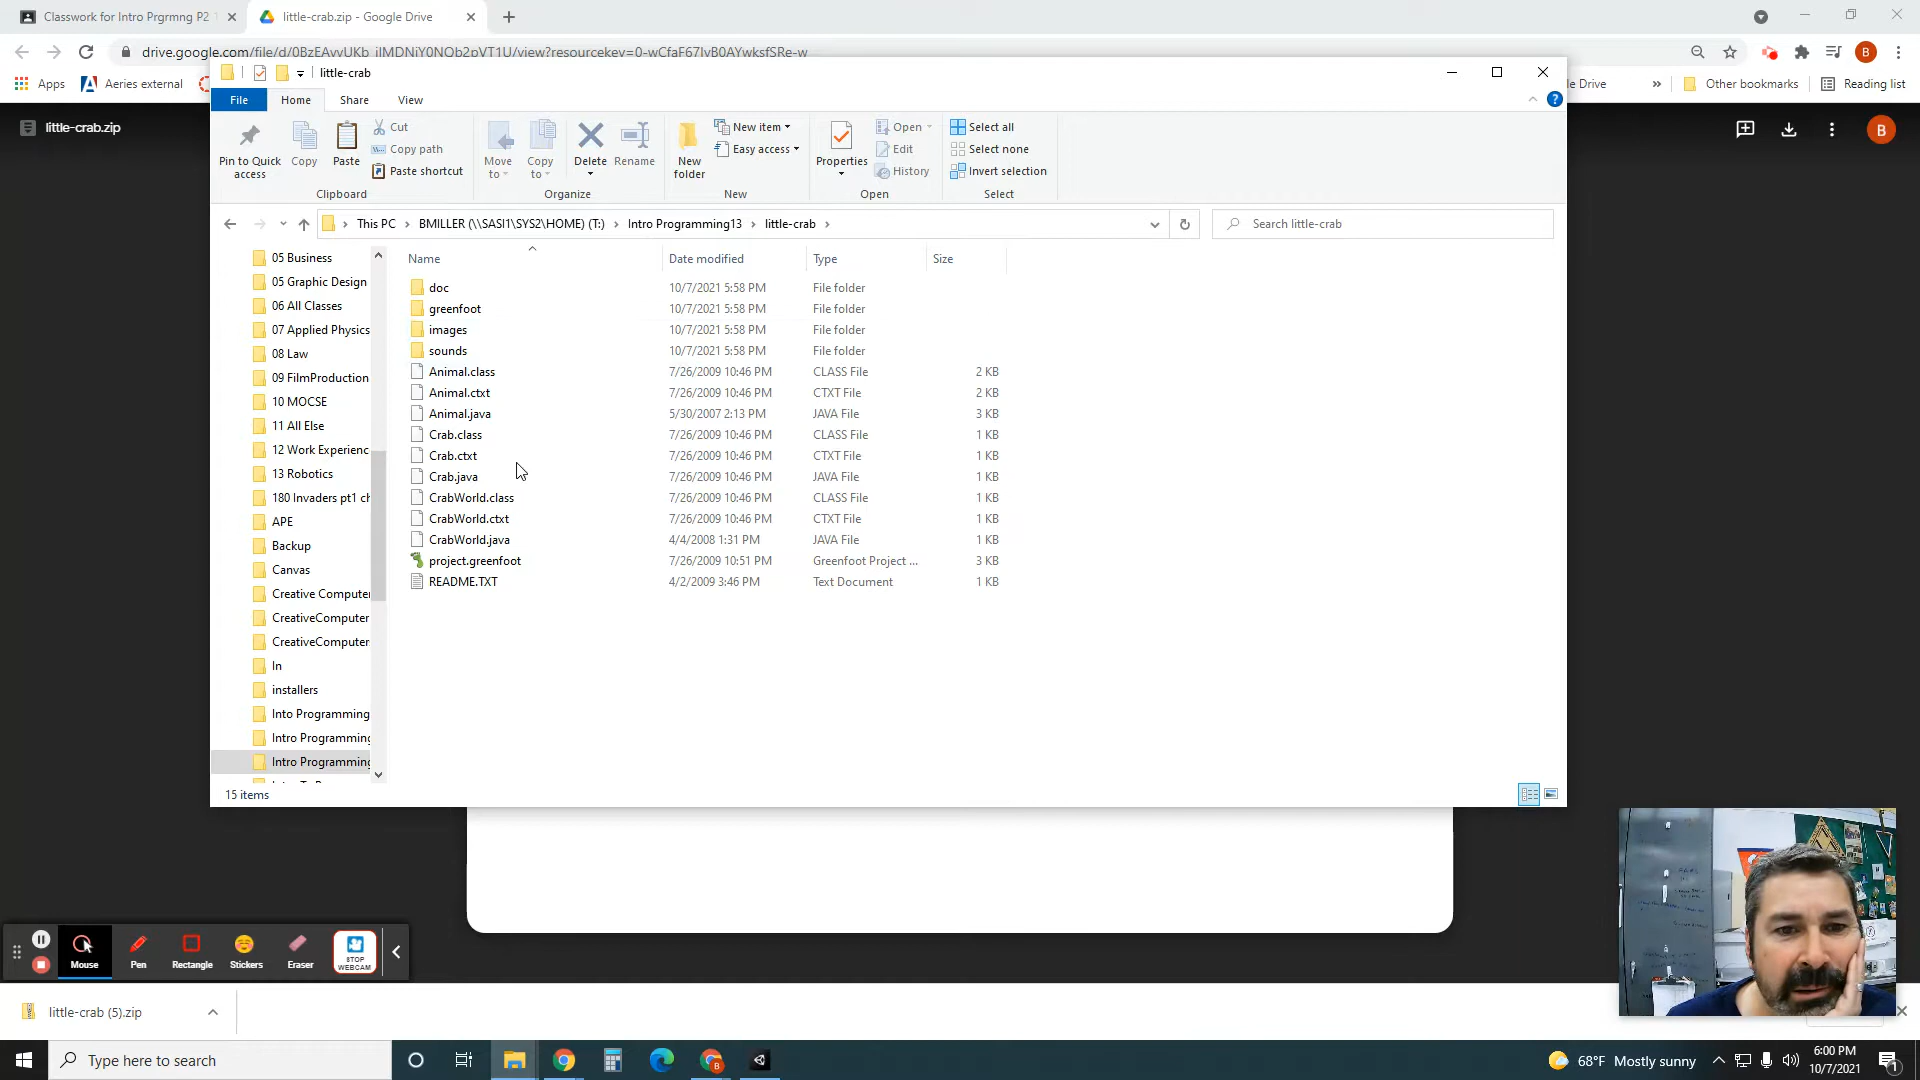 Classwork for Intro Prgrmng P2
little-crab.zip - Google Drive
drive.google.com/file/d/0BzEAvvUKb_iIMDNiY0NOb2pVT1U/view?resourcekey=0-wCfaF67IvB0AYwksfSRe-w
Apps
Aeries external
le Drive
»
Other bookmarks
Reading list
B
little-crab.zip
B
little-crab
File
Home
Share
View
Pin to Quick access
Copy
Paste
Cut
Copy path
Paste shortcut
Clipboard
Move to
Copy to
Delete
Rename
Organize
New folder
New item
Easy access
New
Properties
Open
Edit
History
Open
Select all
Select none
Invert selection
Select
This PC > BMILLER (\\SASI1\SYS2\HOME) (T:) > Intro Programming13 > little-crab >
Search little-crab
05 Business
05 Graphic Design
06 All Classes
07 Applied Physics
08 Law
09 FilmProduction
10 MOCSE
11 All Else
12 Work Experienc
13 Robotics
180 Invaders pt1 ch
APE
Backup
Canvas
Creative Compute
CreativeComputer
CreativeComputer
In
installers
Into Programming
Intro Programming
Intro Programming
Name Date modified Type Size
doc 10/7/2021 5:58 PM File folder
greenfoot 10/7/2021 5:58 PM File folder
images 10/7/2021 5:58 PM File folder
sounds 10/7/2021 5:58 PM File folder
Animal.class 7/26/2009 10:46 PM CLASS File 2 KB
Animal.ctxt 7/26/2009 10:46 PM CTXT File 2 KB
Animal.java 5/30/2007 2:13 PM JAVA File 3 KB
Crab.class 7/26/2009 10:46 PM CLASS File 1 KB
Crab.ctxt 7/26/2009 10:46 PM CTXT File 1 KB
Crab.java 7/26/2009 10:46 PM JAVA File 1 KB
CrabWorld.class 7/26/2009 10:46 PM CLASS File 1 KB
CrabWorld.ctxt 7/26/2009 10:46 PM CTXT File 1 KB
CrabWorld.java 4/4/2008 1:31 PM JAVA File 1 KB
project.greenfoot 7/26/2009 10:51 PM Greenfoot Project ... 3 KB
README.TXT 4/2/2009 3:46 PM Text Document 1 KB
15 items
Mouse
Pen
Rectangle
Stickers
Eraser
STOP WEBCAM
little-crab (5).zip
Type here to search
68°F Mostly sunny
6:00 PM
10/7/2021
1